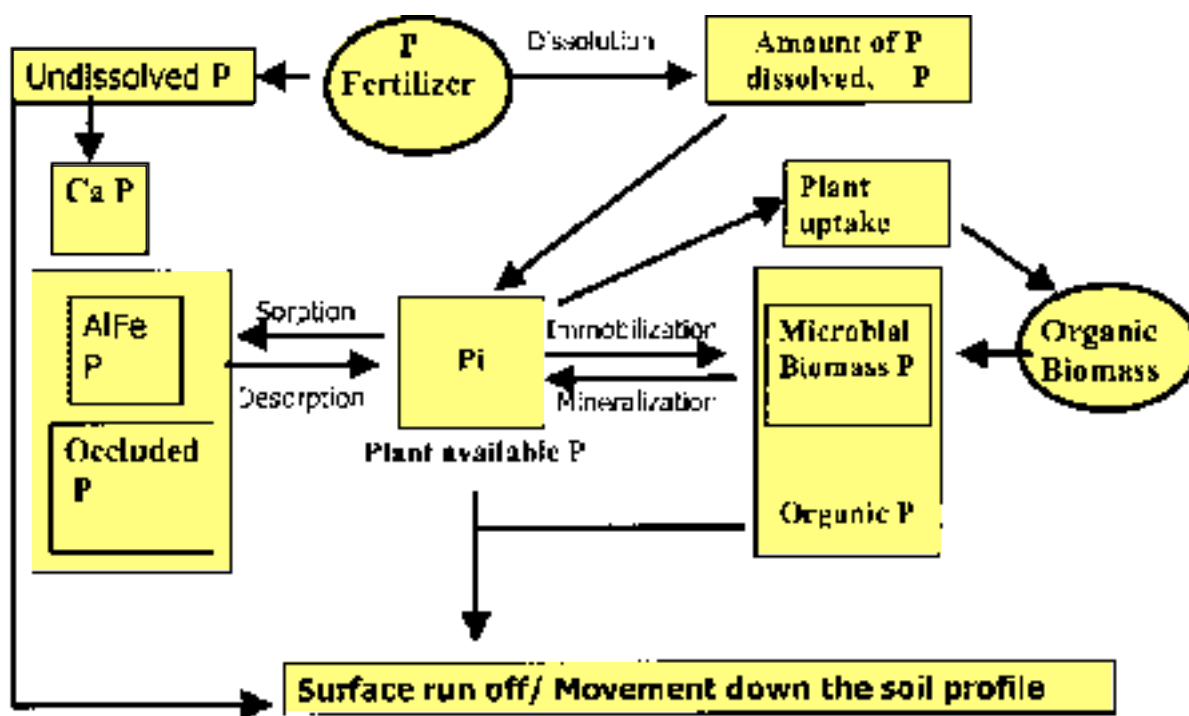 P
Fertilizer
Dissolution
Amount of P
dissolved, P
Undissolved P
Ca P
Plant
uptake
AlFe
P
Sorption
Desorption
Occluded
P
Pi
Plant available P
Immobilization
Mineralization
Microbial
Biomass P
Organic P
Organic
Biomass
Surface run off/ Movement down the soil profile